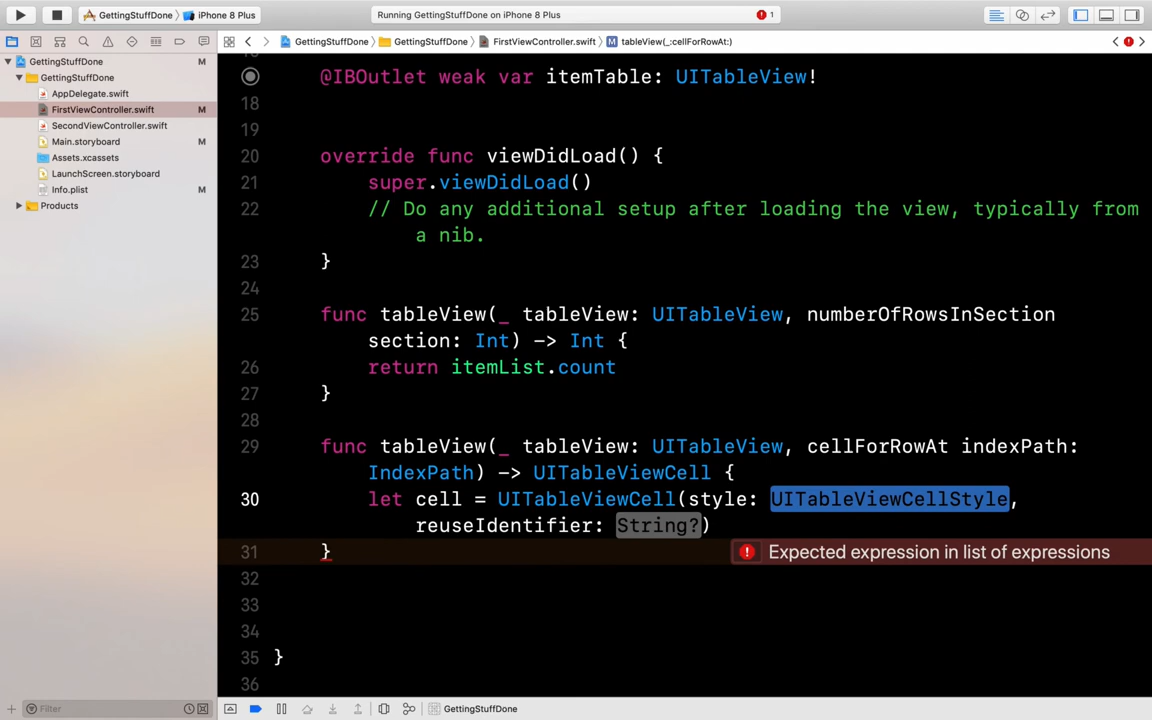 GettingStuffDone 〉 iPhone 8 Plus
Running GettingStuffDone on iPhone 8 Plus
1
GettingStuffDone 〉 GettingStuffDone 〉 FirstViewController.swift 〉 M tableView(_:cellForRowAt:)
GettingStuffDone M
GettingStuffDone
AppDelegate.swift
FirstViewController.swift M
SecondViewController.swift
Main.storyboard M
Assets.xcassets
LaunchScreen.storyboard
Info.plist M
Products
@IBOutlet weak var itemTable: UITableView!
18
19
20 override func viewDidLoad() {
21 super.viewDidLoad()
22 // Do any additional setup after loading the view, typically from
a nib.
23 }
24
25 func tableView(_ tableView: UITableView, numberOfRowsInSection
section: Int) -> Int {
26 return itemList.count
27 }
28
29 func tableView(_ tableView: UITableView, cellForRowAt indexPath:
IndexPath) -> UITableViewCell {
30 let cell = UITableViewCell(style: UITableViewCellStyle,
reuseIdentifier: String?)
31 } Expected expression in list of expressions
32
33
34
35 }
36
Filter
GettingStuffDone